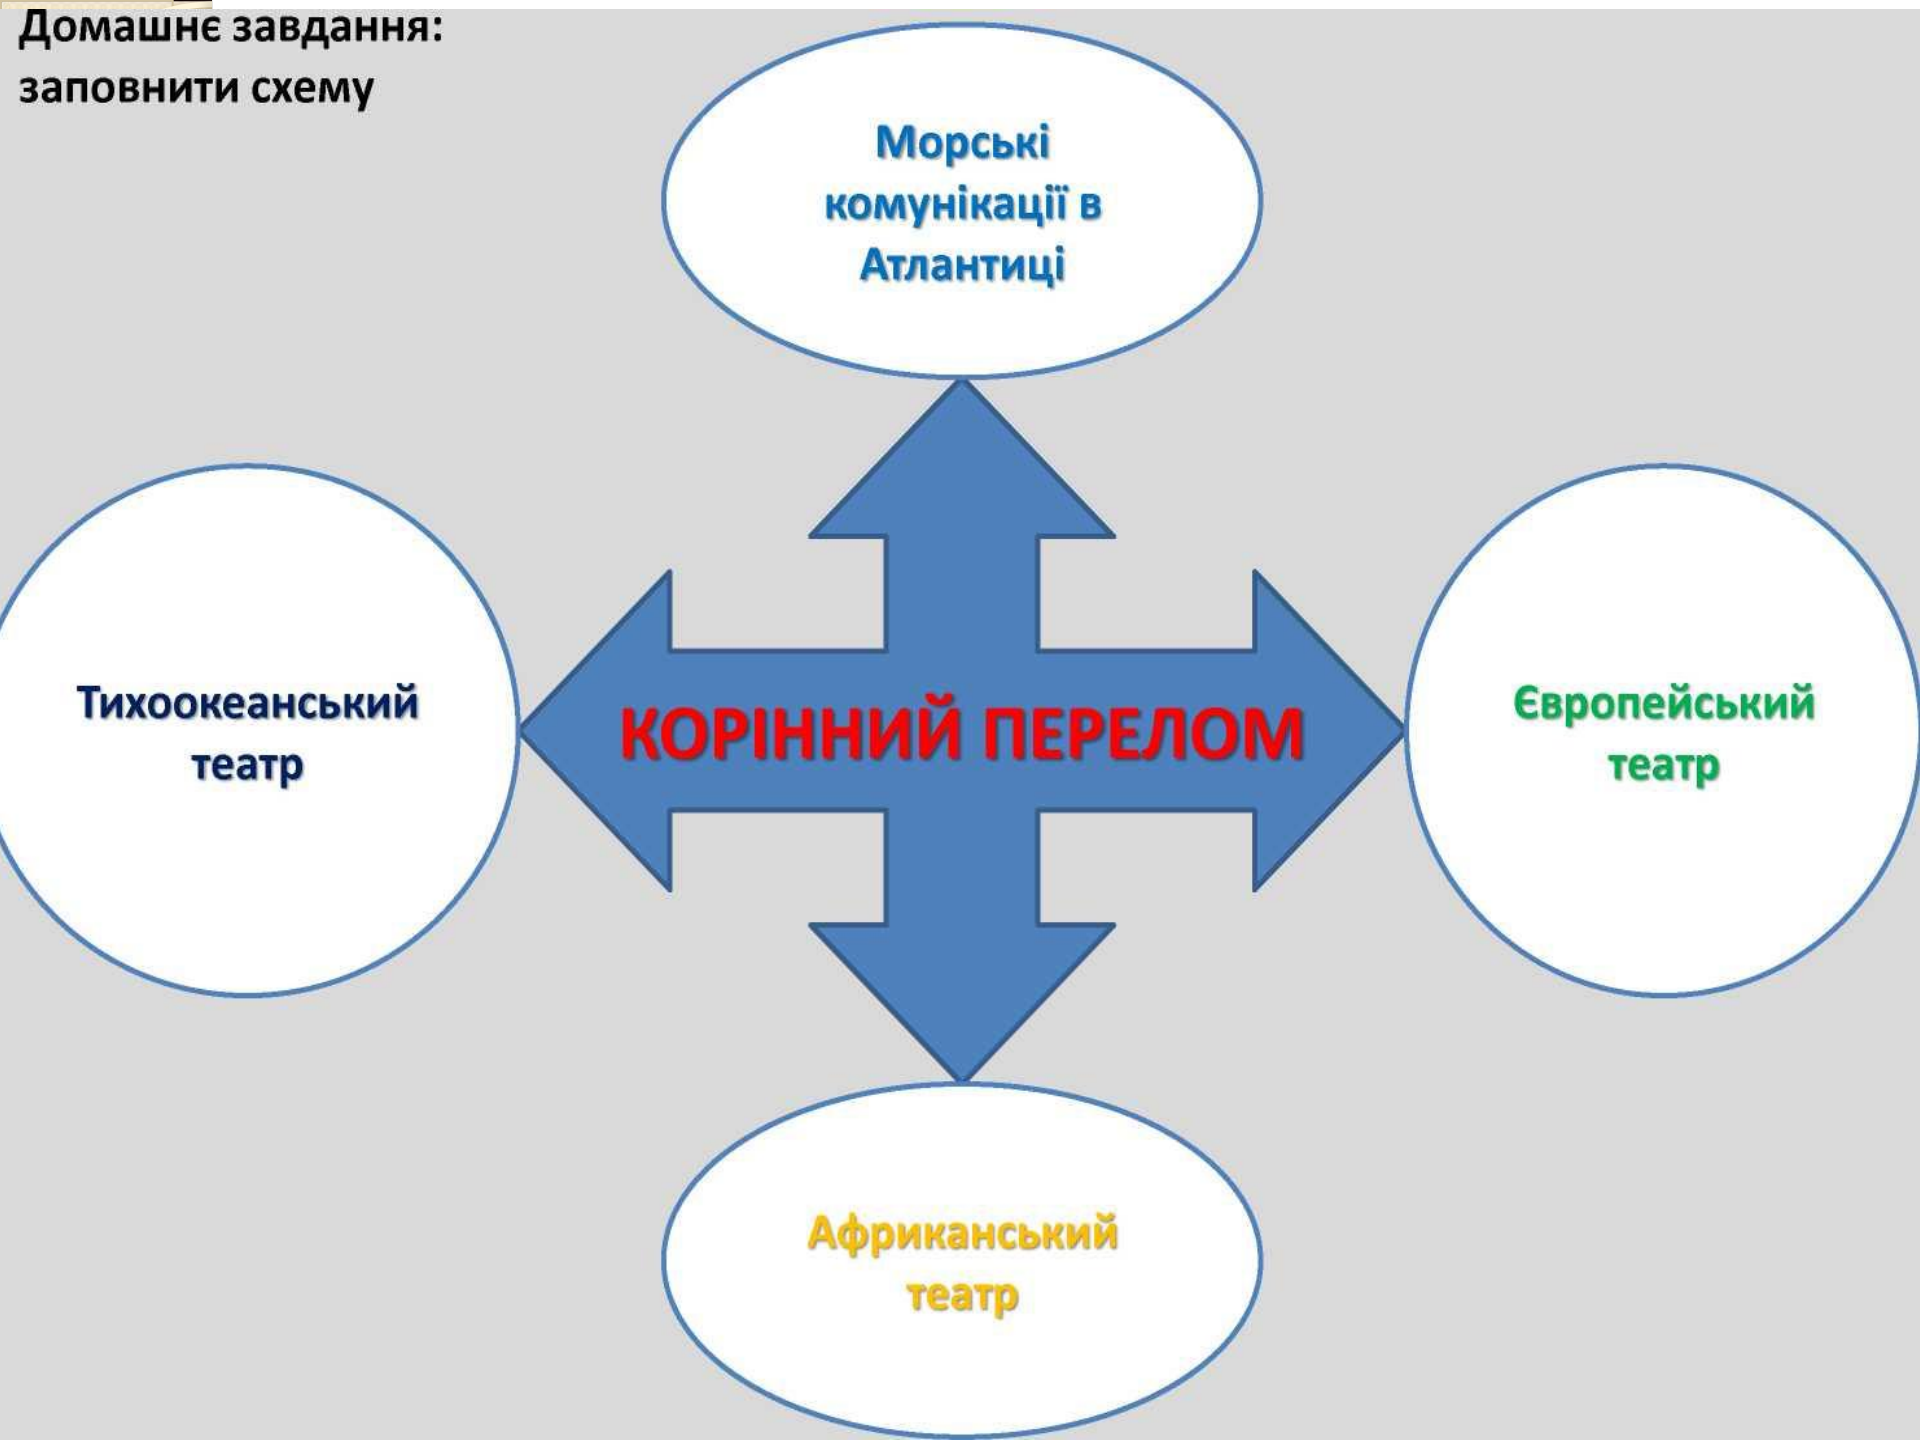 Домашнє завдання:
заповнити схему
Морські
комунікації в
Атлантиці
Тихоокеанський
театр
КОРІННИЙ ПЕРЕЛОМ
Європейський
театр
Африканський
театр